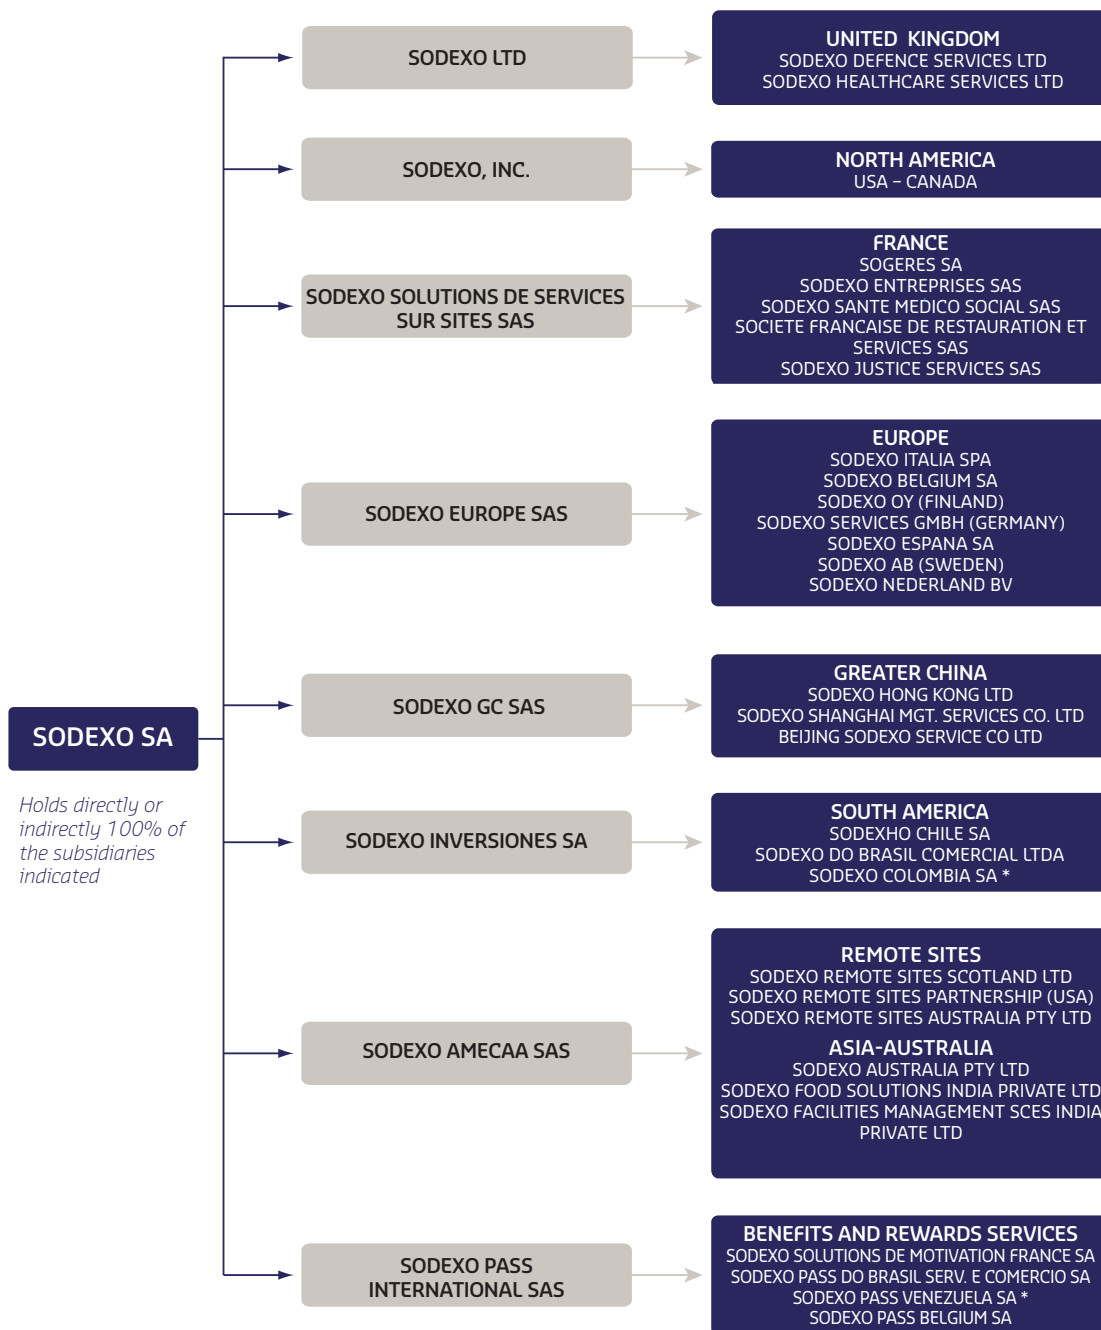 SODEXO LTD
UNITED KINGDOM
SODEXO DEFENCE SERVICES LTD
SODEXO HEALTHCARE SERVICES LTD
SODEXO, INC.
NORTH AMERICA
USA – CANADA
SODEXO SOLUTIONS DE SERVICES
SUR SITES SAS
FRANCE
SOGERES SA
SODEXO ENTREPRISES SAS
SODEXO SANTE MEDICO SOCIAL SAS
SOCIETE FRANCAISE DE RESTAURATION ET
SERVICES SAS
SODEXO JUSTICE SERVICES SAS
SODEXO EUROPE SAS
EUROPE
SODEXO ITALIA SPA
SODEXO BELGIUM SA
SODEXO OY (FINLAND)
SODEXO SERVICES GMBH (GERMANY)
SODEXO ESPANA SA
SODEXO AB (SWEDEN)
SODEXO NEDERLAND BV
SODEXO GC SAS
GREATER CHINA
SODEXO HONG KONG LTD
SODEXO SHANGHAI MGT. SERVICES CO. LTD
BEIJING SODEXO SERVICE CO LTD
SODEXO SA
Holds directly or
indirectly 100% of
the subsidiaries
indicated
SODEXO INVERSIONES SA
SOUTH AMERICA
SODEXHO CHILE SA
SODEXO DO BRASIL COMERCIAL LTDA
SODEXO COLOMBIA SA *
SODEXO AMECAA SAS
REMOTE SITES
SODEXO REMOTE SITES SCOTLAND LTD
SODEXO REMOTE SITES PARTNERSHIP (USA)
SODEXO REMOTE SITES AUSTRALIA PTY LTD
ASIA-AUSTRALIA
SODEXO AUSTRALIA PTY LTD
SODEXO FOOD SOLUTIONS INDIA PRIVATE LTD
SODEXO FACILITIES MANAGEMENT SCES INDIA
PRIVATE LTD
SODEXO PASS
INTERNATIONAL SAS
BENEFITS AND REWARDS SERVICES
SODEXO SOLUTIONS DE MOTIVATION FRANCE SA
SODEXO PASS DO BRASIL SERV. E COMERCIO SA
SODEXO PASS VENEZUELA SA *
SODEXO PASS BELGIUM SA